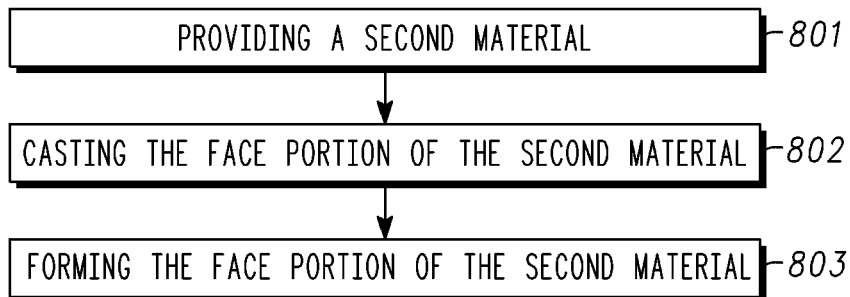 PROVIDING A SECOND MATERIAL 801
CASTING THE FACE PORTION OF THE SECOND MATERIAL 802
FORMING THE FACE PORTION OF THE SECOND MATERIAL 803